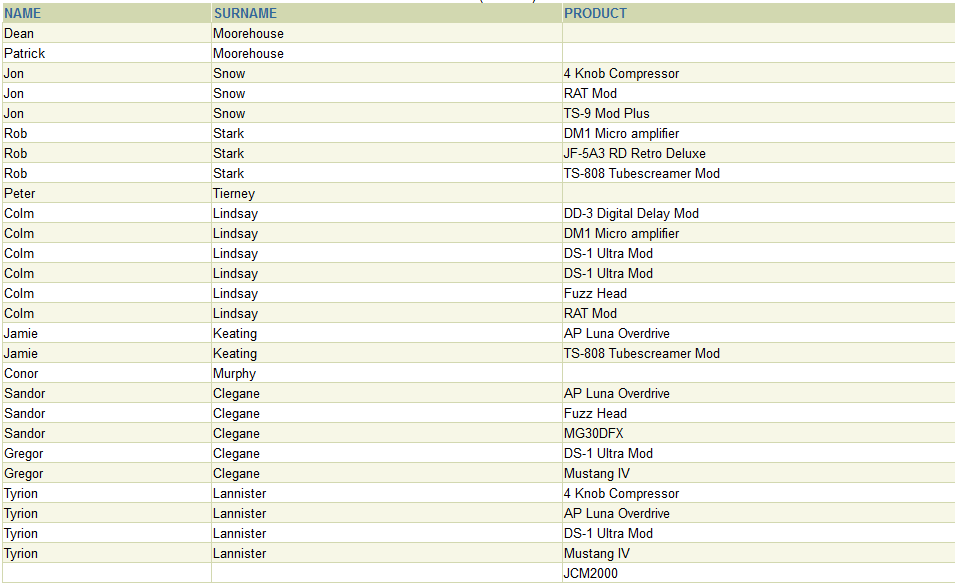 NAME SURNAME PRODUCT
Dean Moorehouse
Patrick Moorehouse
Jon Snow 4 Knob Compressor
Jon Snow RAT Mod
Jon Snow TS-9 Mod Plus
Rob Stark DM1 Micro amplifier
Rob Stark JF-5A3 RD Retro Deluxe
Rob Stark TS-808 Tubescreamer Mod
Peter Tierney
Colm Lindsay DD-3 Digital Delay Mod
Colm Lindsay DM1 Micro amplifier
Colm Lindsay DS-1 Ultra Mod
Colm Lindsay DS-1 Ultra Mod
Colm Lindsay Fuzz Head
Colm Lindsay RAT Mod
Jamie Keating AP Luna Overdrive
Jamie Keating TS-808 Tubescreamer Mod
Conor Murphy
Sandor Clegane AP Luna Overdrive
Sandor Clegane Fuzz Head
Sandor Clegane MG30DFX
Gregor Clegane DS-1 Ultra Mod
Gregor Clegane Mustang IV
Tyrion Lannister 4 Knob Compressor
Tyrion Lannister AP Luna Overdrive
Tyrion Lannister DS-1 Ultra Mod
Tyrion Lannister Mustang IV
JCM2000